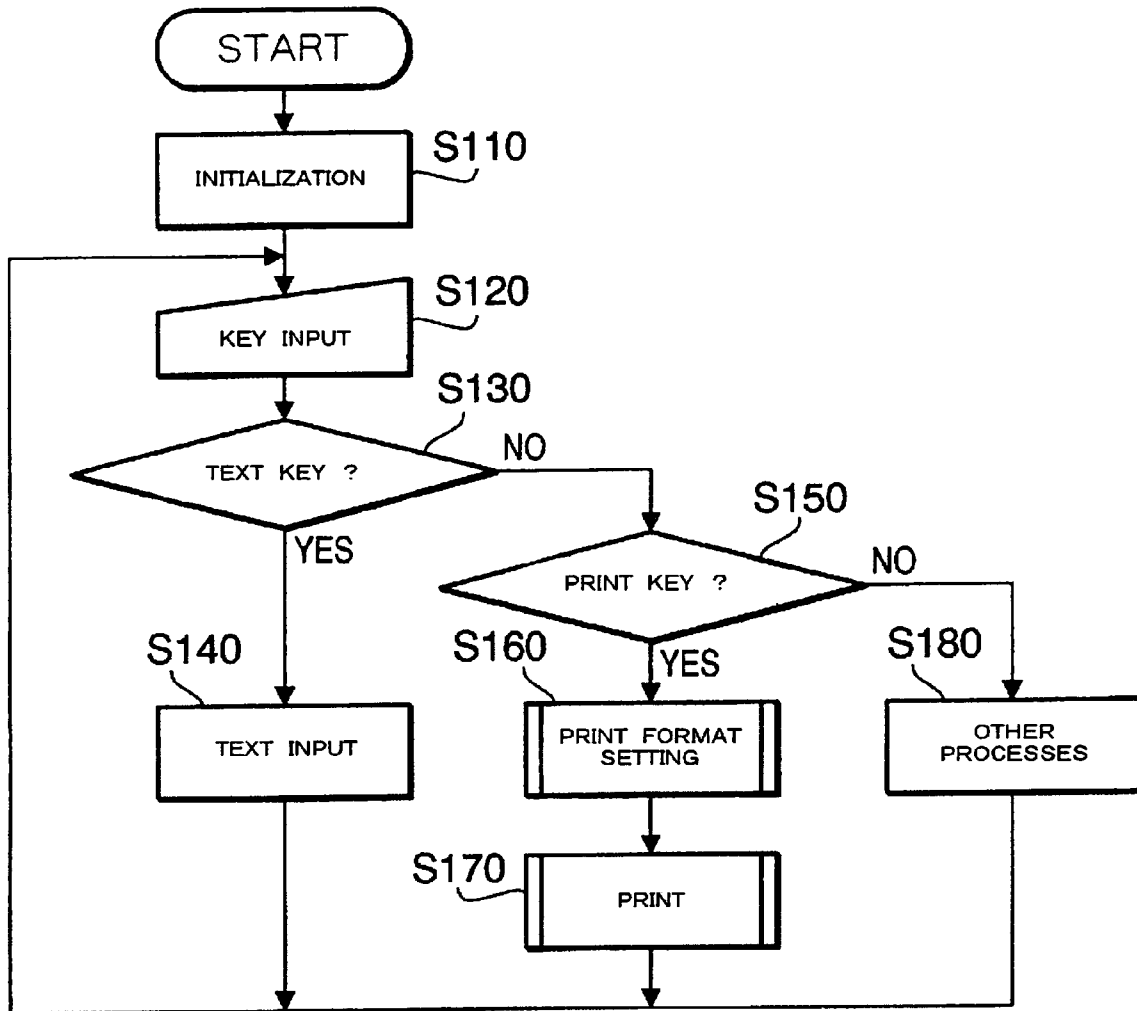 START
S110
INITIALIZATION
S120
KEY INPUT
S130
TEXT KEY ?
NO
YES
S150
PRINT KEY ?
NO
YES
S140
TEXT INPUT
S160
PRINT FORMAT
SETTING
S180
OTHER
PROCESSES
S170
PRINT